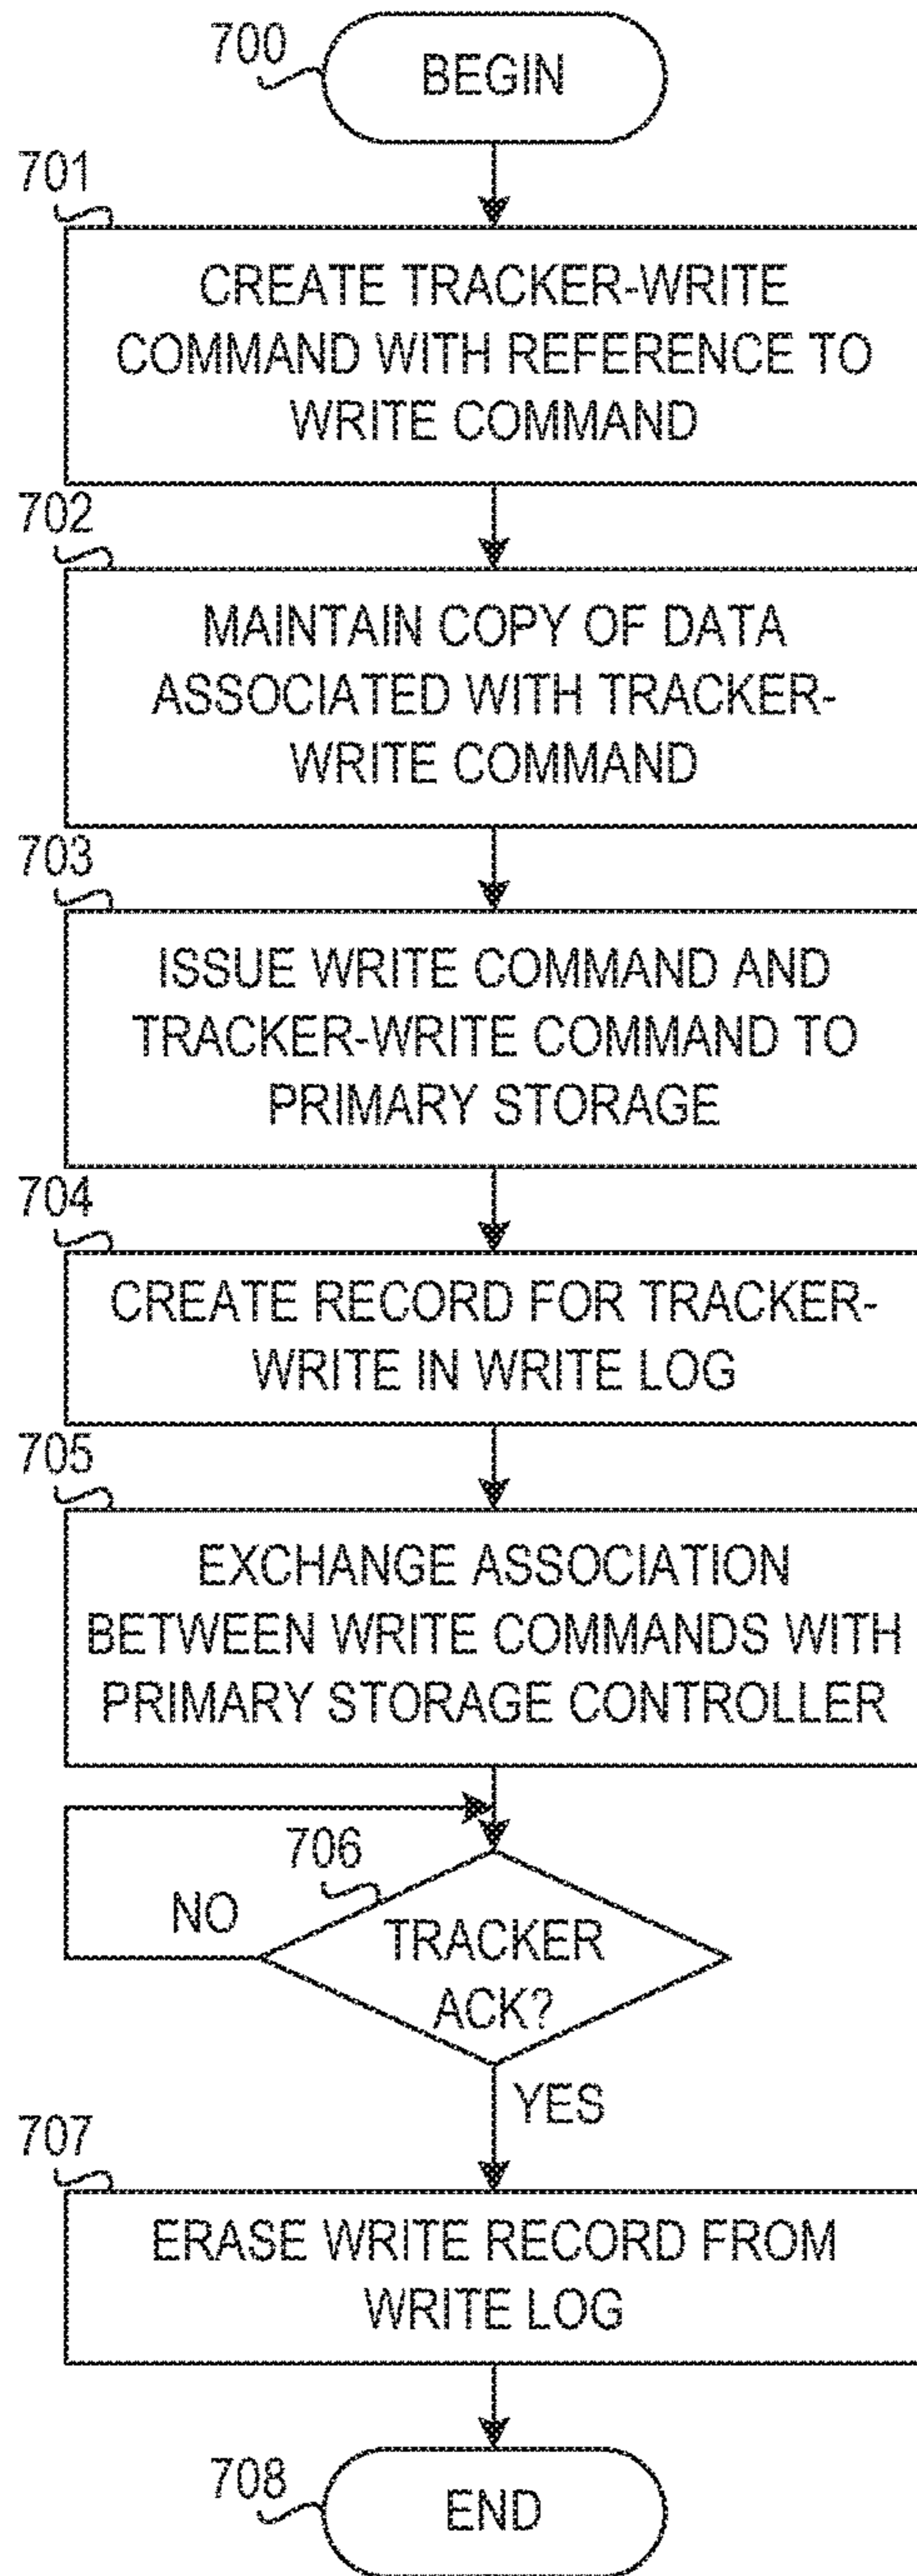 700
BEGIN
701
CREATE TRACKER-WRITE
COMMAND WITH REFERENCE TO
WRITE COMMAND
702
MAINTAIN COPY OF DATA
ASSOCIATED WITH TRACKER-
WRITE COMMAND
703
ISSUE WRITE COMMAND AND
TRACKER-WRITE COMMAND TO
PRIMARY STORAGE
704
CREATE RECORD FOR TRACKER-
WRITE IN WRITE LOG
705
EXCHANGE ASSOCIATION
BETWEEN WRITE COMMANDS WITH
PRIMARY STORAGE CONTROLLER
706
NO
TRACKER
ACK?
YES
707
ERASE WRITE RECORD FROM
WRITE LOG
708
END